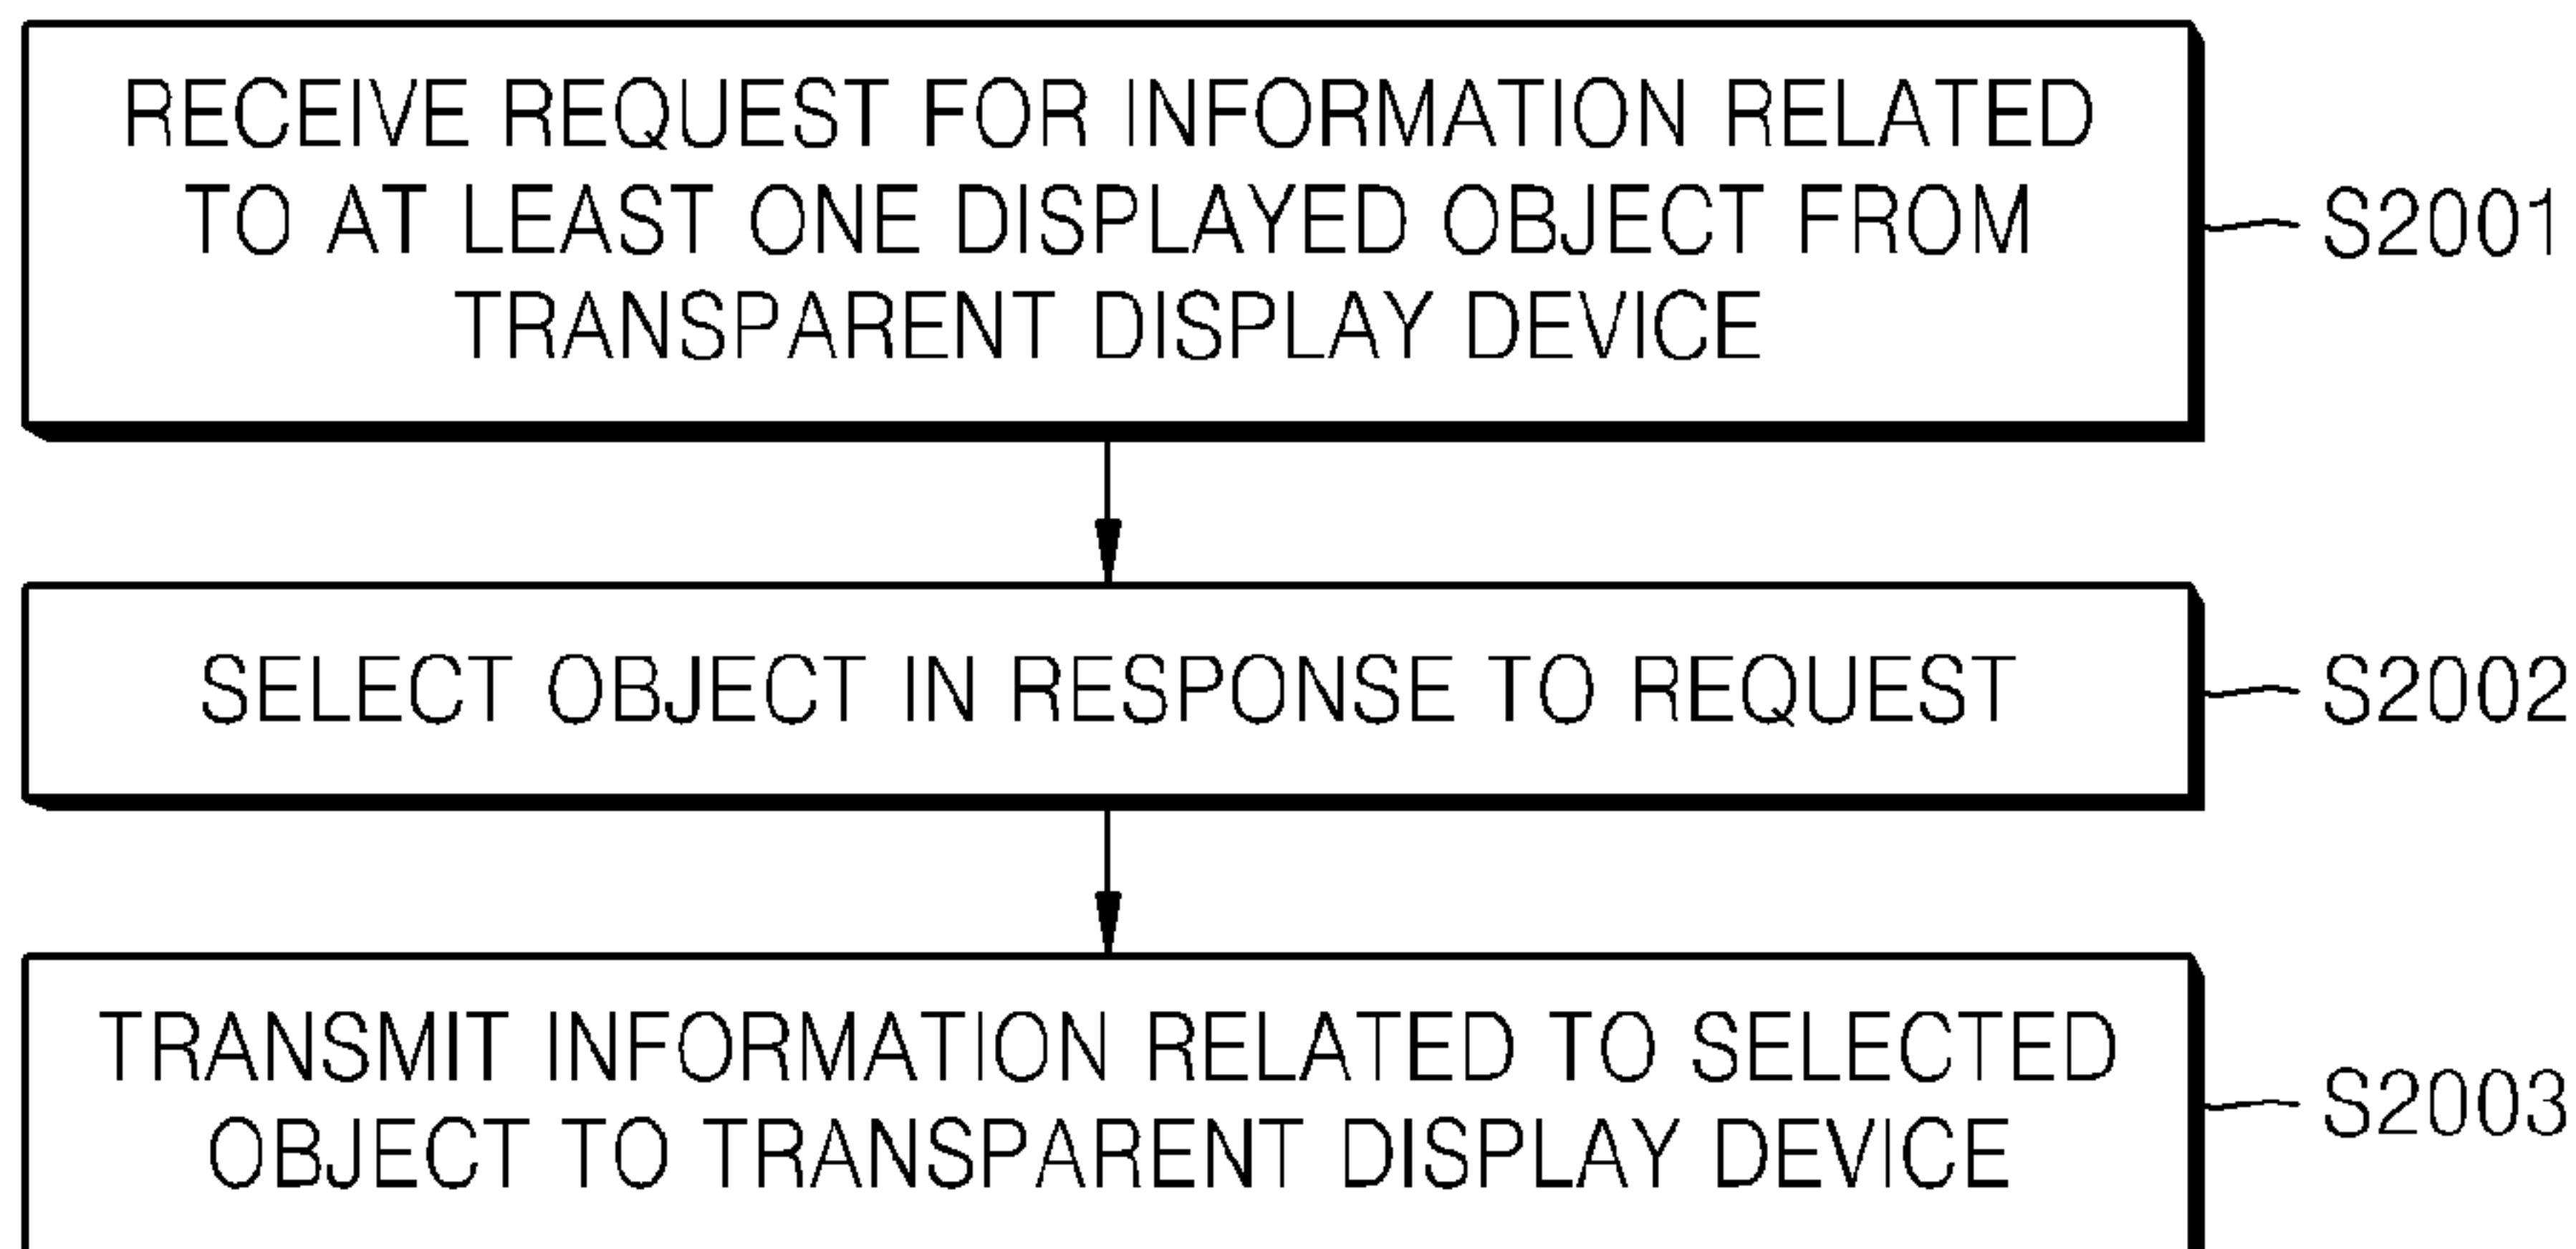 RECEIVE REQUEST FOR INFORMATION RELATED
TO AT LEAST ONE DISPLAYED OBJECT FROM
TRANSPARENT DISPLAY DEVICE
S2001
SELECT OBJECT IN RESPONSE TO REQUEST
S2002
TRANSMIT INFORMATION RELATED TO SELECTED
OBJECT TO TRANSPARENT DISPLAY DEVICE
S2003